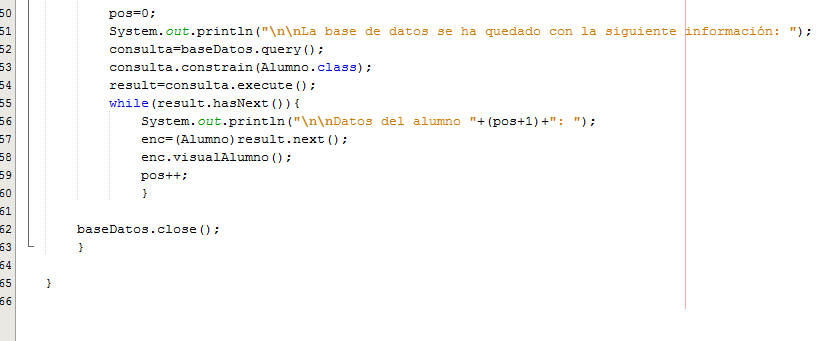 50 pos=0;
51 System.out.println("\n\nLa base de datos se ha quedado con la siguiente información: ");
52 consulta=baseDatos.query();
53 consulta.constrain(Alumno.class);
54 result=consulta.execute();
55 while(result.hasNext()){
56 System.out.println("\n\nDatos del alumno "+(pos+1)+": ");
57 enc=(Alumno)result.next();
58 enc.visualAlumno();
59 pos++;
60 }
61
62 baseDatos.close();
63 }
64
65 }
66